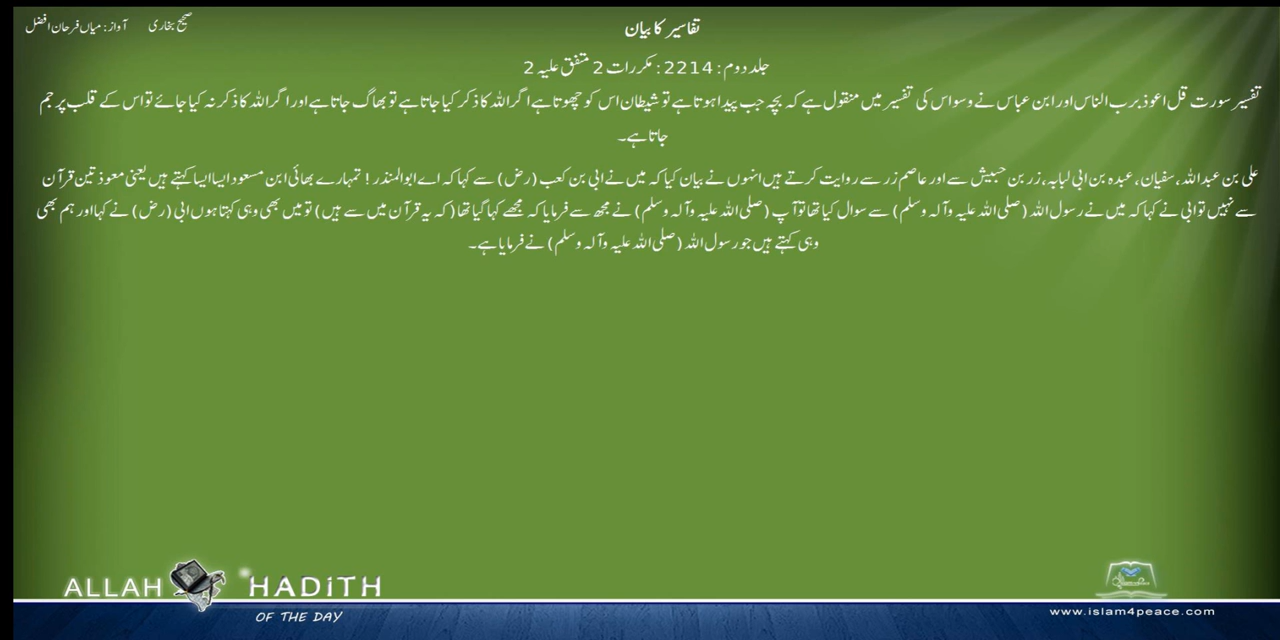 صحیح بخاری
آواز: میاں فرحان افضل
تفاسیر کا بیان
جلد دوم : 2214 : مکررات 2 متفق علیہ 2
تفسیر سورت قل اعوذ برب الناس اور ابن عباس نے وسواس کی تفسیر میں منقول ہے کہ بچہ جب پیدا ہوتا ہے تو شیطان اس کو چھوتا ہے اگر اللہ کا ذکر کیا جاتا ہے تو بھاگ جاتا ہے اور اگر اللہ کا ذکر نہ کیا جائے تو اس کے قلب پر جم
جاتا ہے۔
علی بن عبداللہ، سفیان، عبدہ بن ابی لبابہ، زر بن حبیش سے اور عاصم زر سے روایت کرتے ہیں انہوں نے بیان کیا کہ میں نے ابی بن کعب (رض) سے کہا کہ اے ابوالمنذر! تمہارے بھائی ابن مسعود ایسا ایسا کہتے ہیں یعنی معوذتین قرآن
سے نہیں تو ابی نے کہا کہ میں نے رسول اللہ (صلی اللہ علیہ وآلہ وسلم) سے سوال کیا تھا تو آپ (صلی اللہ علیہ وآلہ وسلم) نے مجھ سے فرمایا کہ مجھے کہا گیا تھا (کہ یہ قرآن میں سے ہیں) تو میں بھی وہی کہتا ہوں ابی (رض) نے کہا اور ہم بھی
وہی کہتے ہیں جو رسول اللہ (صلی اللہ علیہ وآلہ وسلم) نے فرمایا ہے۔
ALLAH HADITH
OF THE DAY
www.islam4peace.com